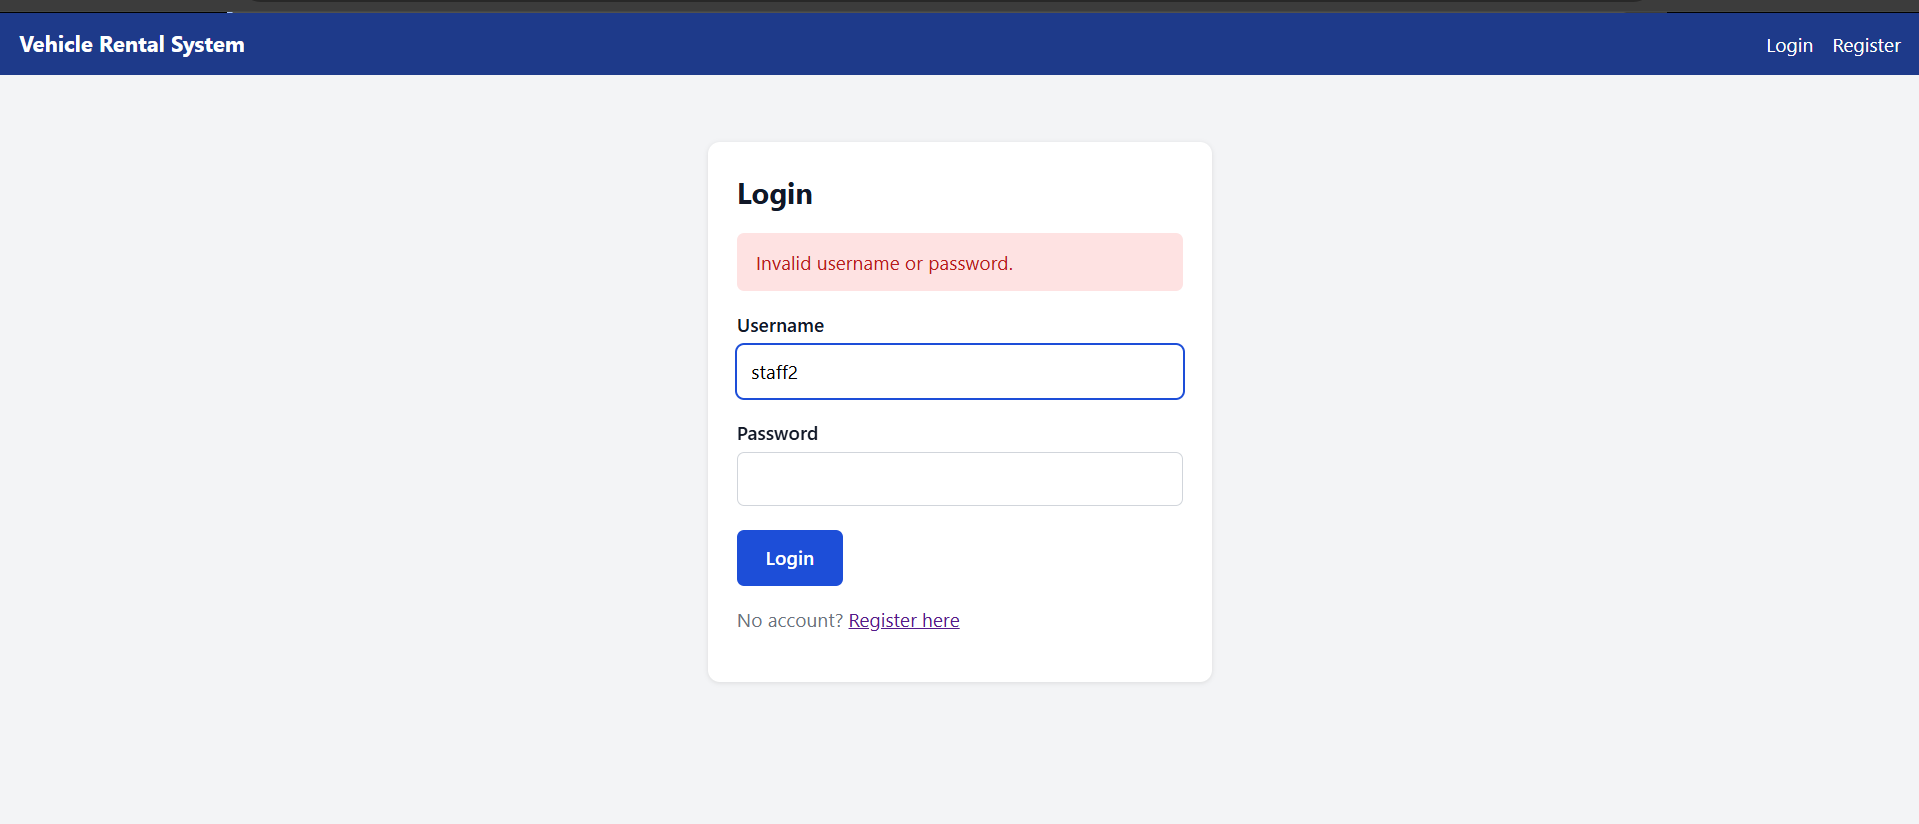 Vehicle Rental System
Login Register
Login
Invalid username or password.
Username
staff2
Password
Login
No account? Register here